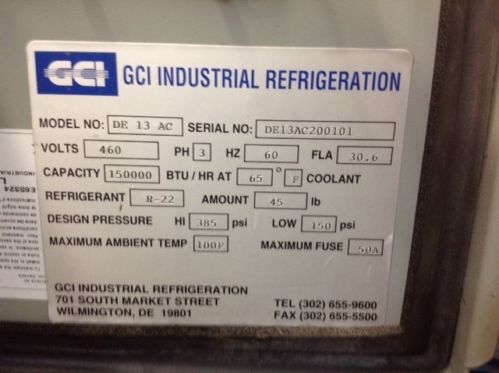 GCI GCI INDUSTRIAL REFRIGERATION
MODEL NO: DE 13 AC SERIAL NO: DE13AC200101
VOLTS 460 PH 3 HZ 60 FLA 30.6
CAPACITY 150000 BTU / HR AT 65 ° F COOLANT
REFRIGERANT R-22 AMOUNT 45 lb
DESIGN PRESSURE HI 385 psi LOW 150 psi
MAXIMUM AMBIENT TEMP 100F MAXIMUM FUSE 50A
GCI INDUSTRIAL REFRIGERATION
701 SOUTH MARKET STREET TEL (302) 655-9600
WILMINGTON, DE 19801 FAX (302) 655-5500
E65324
INDUSTRIA